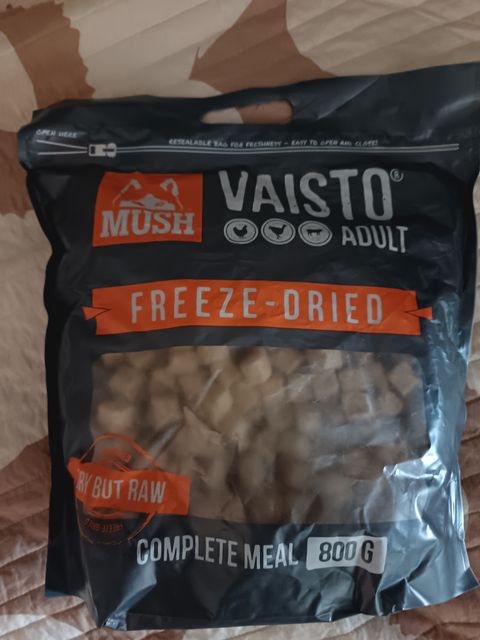 OPEN HERE
RESEALABLE BAG FOR FRESHNESS – EASY TO OPEN AND CLOSE!
MUSH
VAISTO®
ADULT
FREEZE-DRIED
RY BUT RAW
COMPLETE MEAL 800 G